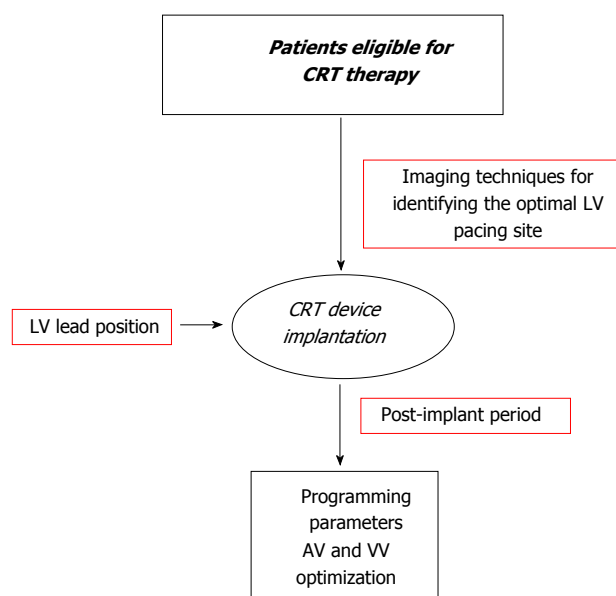 Patients eligible for
CRT therapy
Imaging techniques for
identifying the optimal LV
pacing site
CRT device
implantation
LV lead position
Post-implant period
Programming
parameters
AV and VV
optimization